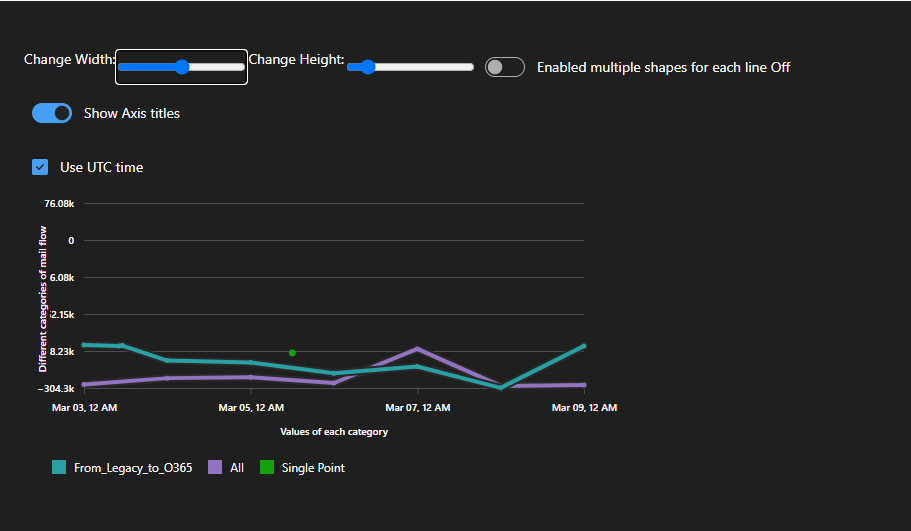 Change Width:
Change Height:
Enabled multiple shapes for each line Off
Show Axis titles
Use UTC time
76.08k
0
6.08k
2.15k
8.23k
−304.3k
Different categories of mail flow
Mar 03, 12 AM
Mar 05, 12 AM
Mar 07, 12 AM
Mar 09, 12 AM
Values of each category
From_Legacy_to_O365
All
Single Point